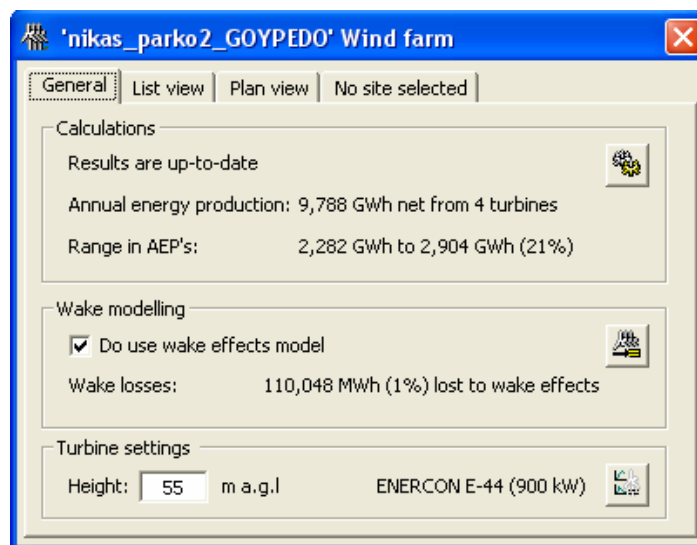 'nikas_parko2_GOYPEDO' Wind farm
General List view Plan view No site selected
Calculations
Results are up-to-date
Annual energy production: 9,788 GWh net from 4 turbines
Range in AEP's: 2,282 GWh to 2,904 GWh (21%)
Wake modelling
Do use wake effects model
Wake losses: 110,048 MWh (1%) lost to wake effects
Turbine settings
Height: 55 m a.g.l ENERCON E-44 (900 kW)